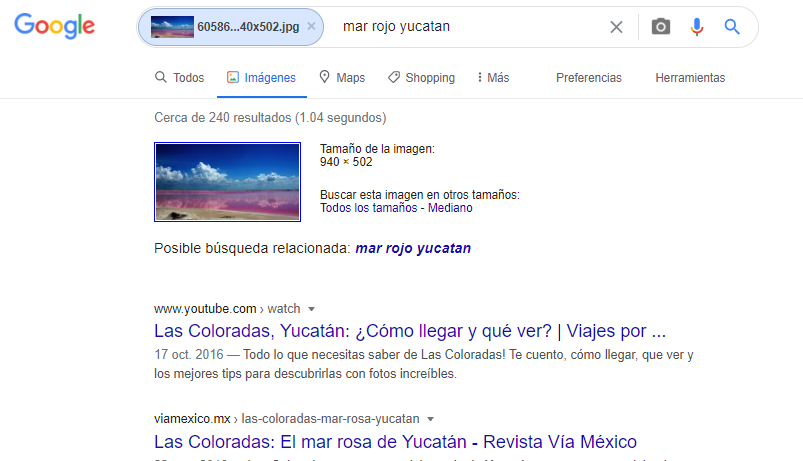 Google
60586...40x502.jpg
mar rojo yucatan
Todos
Imágenes
Maps
Shopping
Más
Preferencias
Herramientas
Cerca de 240 resultados (1.04 segundos)
Tamaño de la imagen:
940 × 502
Buscar esta imagen en otros tamaños:
Todos los tamaños - Mediano
Posible búsqueda relacionada: mar rojo yucatan
www.youtube.com › watch
Las Coloradas, Yucatán: ¿Cómo llegar y qué ver? | Viajes por ...
17 oct. 2016 — Todo lo que necesitas saber de Las Coloradas! Te cuento, cómo llegar, que ver y
los mejores tips para descubrirlas con fotos increíbles.
viamexico.mx › las-coloradas-mar-rosa-yucatan
Las Coloradas: El mar rosa de Yucatán - Revista Vía México